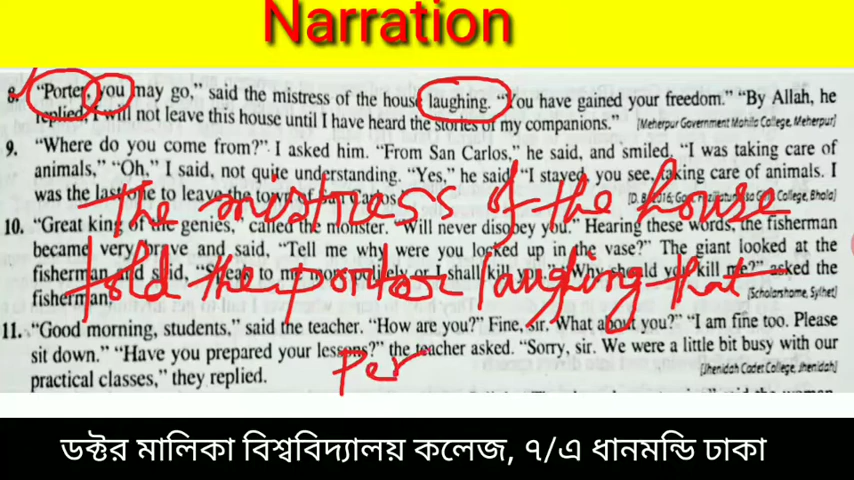 Narration
8. “Porter, you may go,” said the mistress of the house laughing. “You have gained your freedom.” “By Allah, he
replied, I will not leave this house until I have heard the stories of my companions.” [Meherpur Government Mohila College, Meherpur]
9. “Where do you come from?”. I asked him. “From San Carlos,” he said, and smiled. “I was taking care of
animals,” “Oh,” I said, not quite understanding. “Yes,” he said “I stayed, you see, taking care of animals. I
was the last one to leave the town of San Carlos.” College, Bhola]
The mistress of the house
10. “Great king of the genies,” called the monster. “Will never disobey you.” Hearing these words, the fisherman
became very brave and said, “Tell me why were you locked up in the vase?” The giant looked at the
fisherman and said, “Speak to me more politely or I shall kill you.” “Why should you kill me?” asked the
told the porter laughing that
fisherman. [Scholarshome, Sylhet]
11. “Good morning, students,” said the teacher. “How are you?” Fine, sir. What about you?” “I am fine too. Please
sit down.” “Have you prepared your lessons?” the teacher asked. “Sorry, sir. We were a little bit busy with our
per
practical classes,” they replied. [Jhenidah Cadet College, Jhenidah]
ডক্টর মালিকা বিশ্ববিদ্যালয় কলেজ, ৭/এ ধানমন্ডি ঢাকা